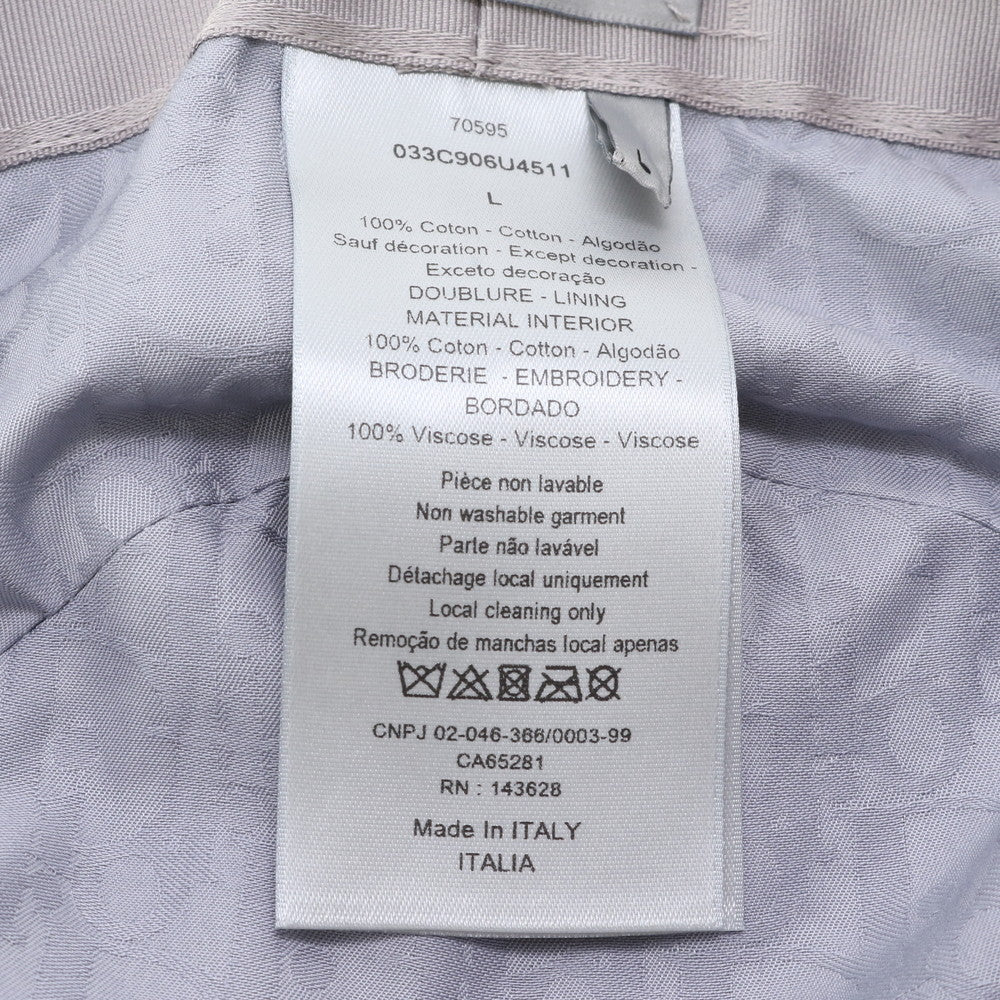 70595
033C906U4511
L
L
100% Coton - Cotton - Algodão
Sauf décoration - Except decoration -
Exceto decoração
DOUBLURE - LINING
MATERIAL INTERIOR
100% Coton - Cotton - Algodão
BRODERIE - EMBROIDERY -
BORDADO
100% Viscose - Viscose - Viscose
Pièce non lavable
Non washable garment
Parte não lavável
Détachage local uniquement
Local cleaning only
Remoção de manchas local apenas
CNPJ 02-046-366/0003-99
CA65281
RN : 143628
Made In ITALY
ITALIA